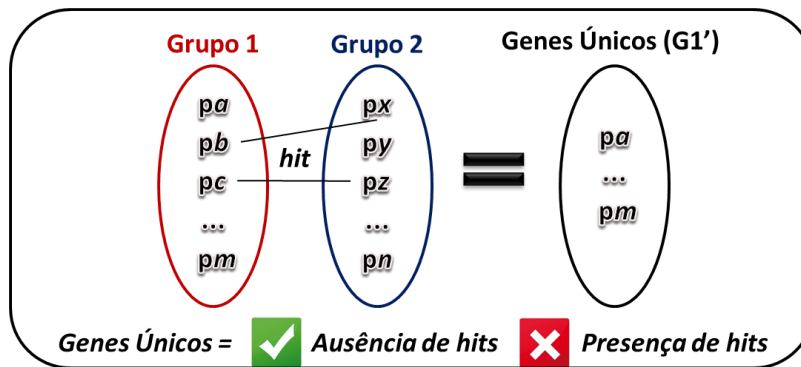 Grupo 1
Grupo 2
Genes Únicos (G1')
pa
pb
pc
...
pm
hit
px
py
pz
...
pn
pa
...
pm
Genes Únicos = Ausência de hits Presença de hits